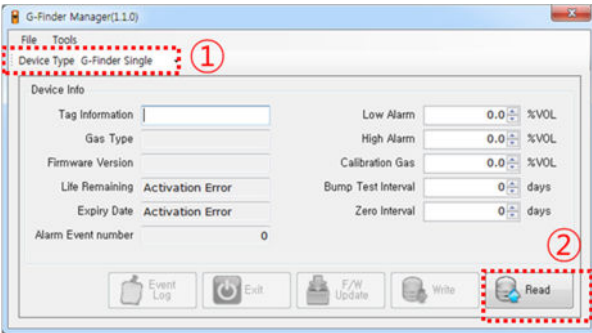 G-Finder Manager(1.1.0)
File Tools
Device Type G-Finder Single
①
Device Info
Tag Information
Low Alarm 0.0 %VOL
Gas Type
High Alarm 0.0 %VOL
Firmware Version
Calibration Gas 0.0 %VOL
Life Remaining Activation Error
Bump Test Interval 0 days
Expiry Date Activation Error
Zero Interval 0 days
Alarm Event number 0
②
Event Log
Exit
F/W Update
Write
Read